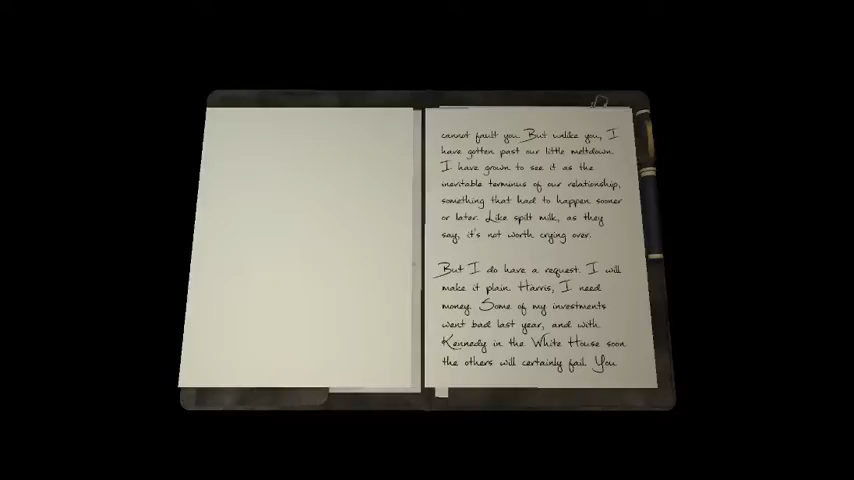 cannot fault you. But unlike you, I
have gotten past our little meltdown.
I have grown to see it as the
inevitable terminus of our relationship,
something that had to happen sooner
or later. Like spilt milk, as they
say, it's not worth crying over.
But I do have a request. I will
make it plain Harris, I need
money. Some of my investments
went bad last year, and with
Kennedy in the White House soon
the others will certainly fail. You